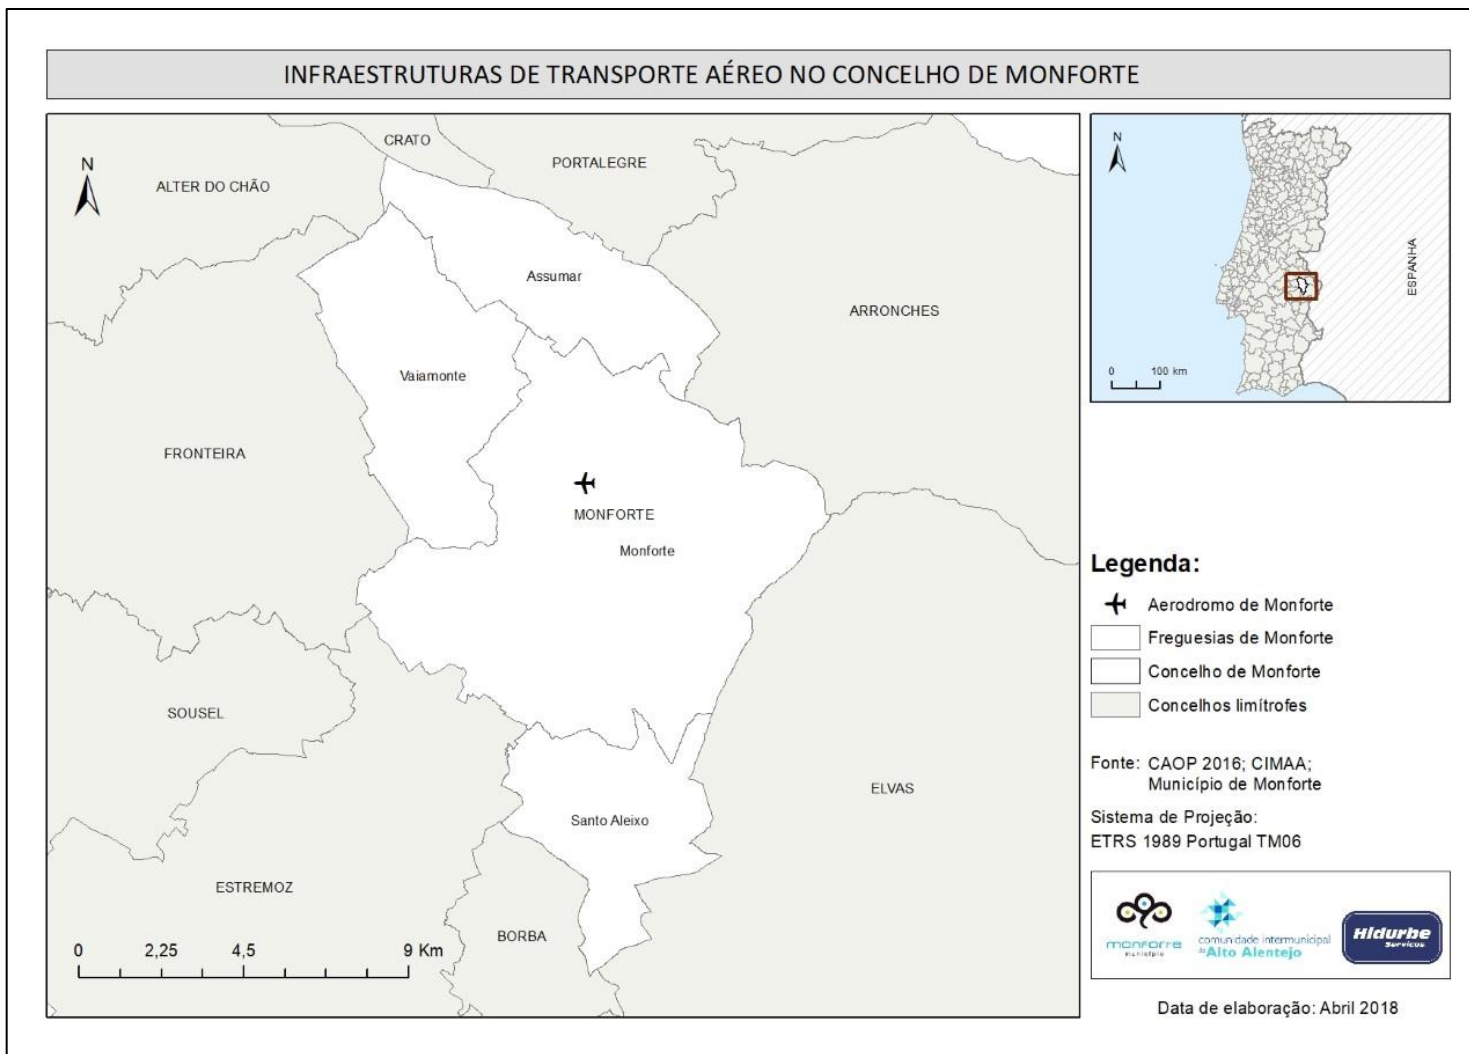 INFRAESTRUTURAS DE TRANSPORTE AÉREO NO CONCELHO DE MONFORTE
N
CRATO
PORTALEGRE
ALTER DO CHÃO
Assumar
ARRONCHES
Vaiamonte
FRONTEIRA
MONFORTE
Monforte
SOUSEL
ELVAS
Santo Aleixo
ESTREMOZ
BORBA
0 2,25 4,5 9 Km
N
ESPANHA
0 100 km
Legenda:
Aerodromo de Monforte
Freguesias de Monforte
Concelho de Monforte
Concelhos limítrofes
Fonte: CAOP 2016; CIMAA;
Município de Monforte
Sistema de Projeção:
ETRS 1989 Portugal TM06
monforte
município
comunidade intermunicipal
do Alto Alentejo
Hidurbe
Serviços
Data de elaboração: Abril 2018